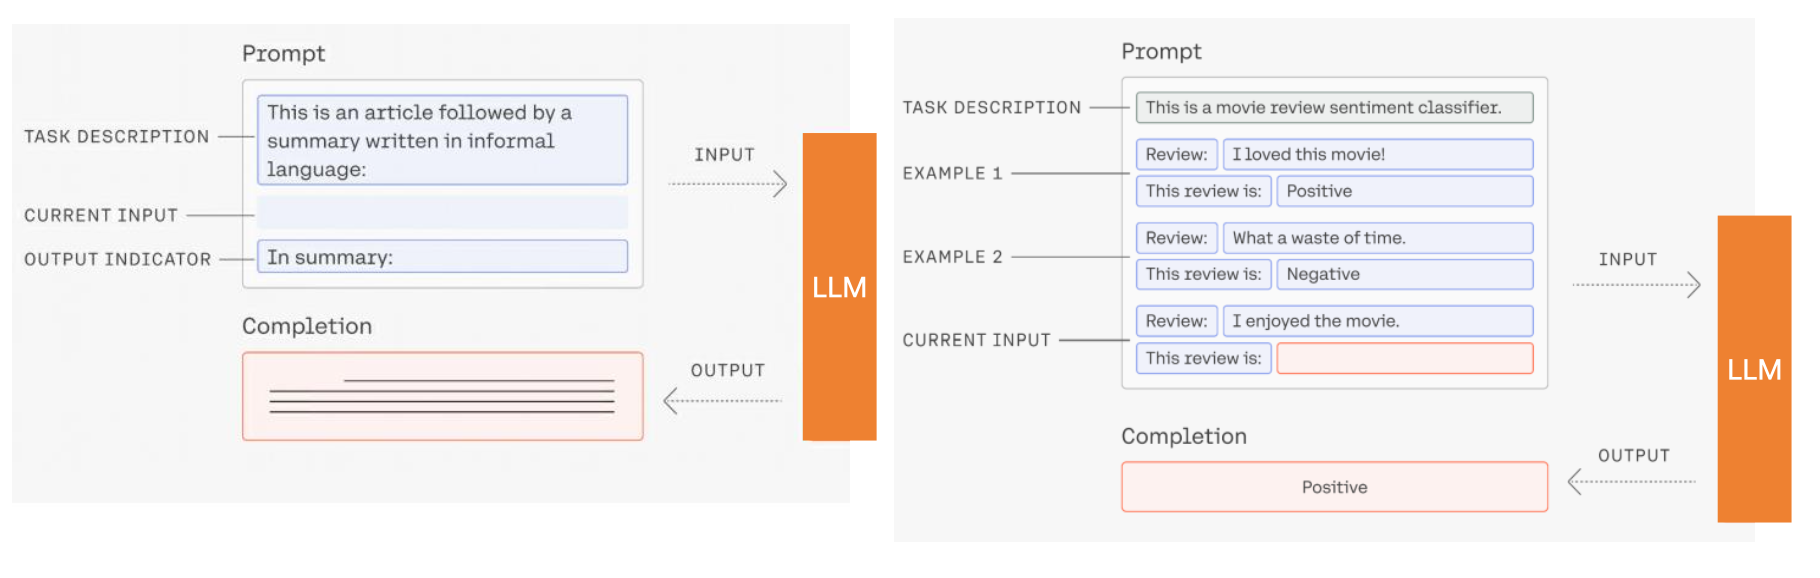 Prompt
TASK DESCRIPTION
This is an article followed by a
summary written in informal
language:
CURRENT INPUT
OUTPUT INDICATOR
In summary:
INPUT
LLM
Completion
OUTPUT
Prompt
TASK DESCRIPTION
This is a movie review sentiment classifier.
EXAMPLE 1
Review: I loved this movie!
This review is: Positive
EXAMPLE 2
Review: What a waste of time.
This review is: Negative
CURRENT INPUT
Review: I enjoyed the movie.
This review is:
INPUT
LLM
Completion
OUTPUT
Positive